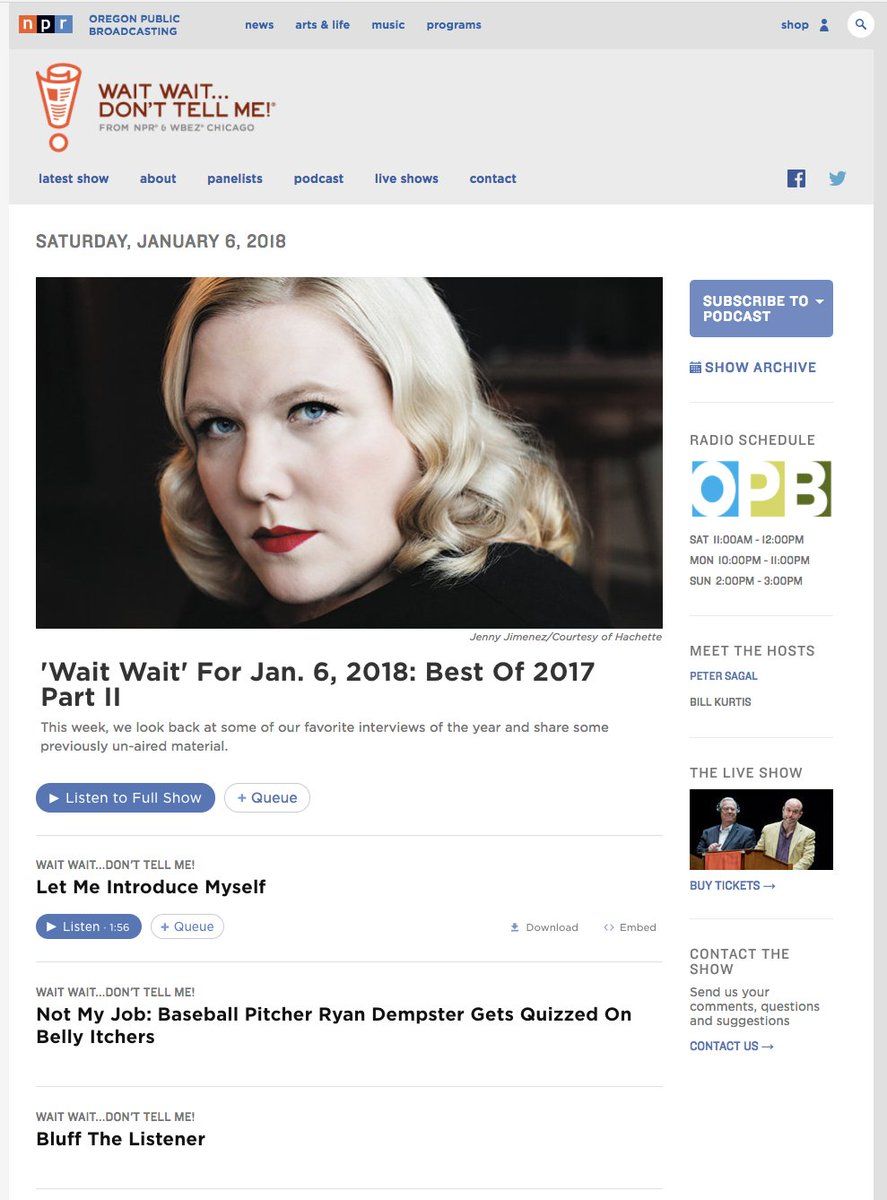 npr
OREGON PUBLIC
BROADCASTING
news arts & life music programs
shop
WAIT WAIT...
DON'T TELL ME!®
FROM NPR® & WBEZ® CHICAGO
latest show about panelists podcast live shows contact
SATURDAY, JANUARY 6, 2018
Jenny Jimenez/Courtesy of Hachette
'Wait Wait' For Jan. 6, 2018: Best Of 2017
Part II
This week, we look back at some of our favorite interviews of the year and share some
previously un-aired material.
Listen to Full Show + Queue
WAIT WAIT...DON'T TELL ME!
Let Me Introduce Myself
Listen · 1:56 + Queue Download <> Embed
WAIT WAIT...DON'T TELL ME!
Not My Job: Baseball Pitcher Ryan Dempster Gets Quizzed On
Belly Itchers
WAIT WAIT...DON'T TELL ME!
Bluff The Listener
SUBSCRIBE TO
PODCAST
SHOW ARCHIVE
RADIO SCHEDULE
OPB
SAT 11:00AM - 12:00PM
MON 10:00PM - 11:00PM
SUN 2:00PM - 3:00PM
MEET THE HOSTS
PETER SAGAL
BILL KURTIS
THE LIVE SHOW
BUY TICKETS →
CONTACT THE
SHOW
Send us your
comments, questions
and suggestions
CONTACT US →